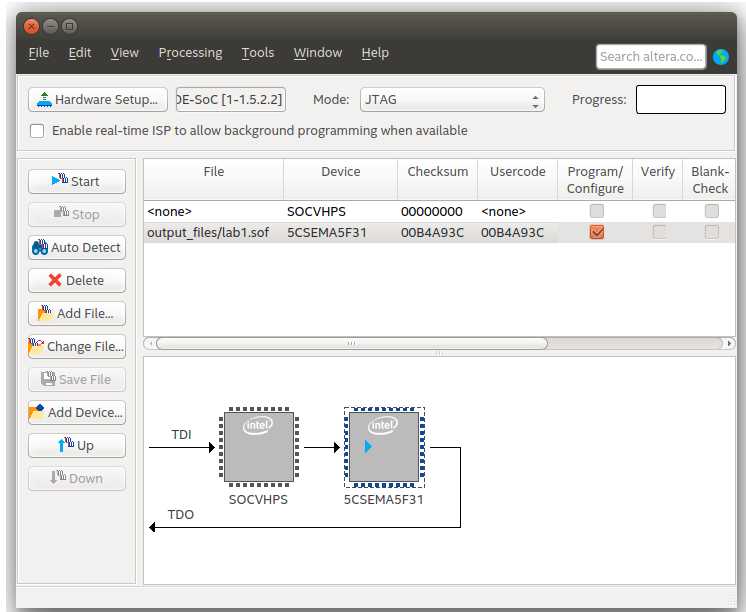 File Edit View Processing Tools Window Help
Search altera.co...
Hardware Setup... DE-SoC [1-1.5.2.2] Mode: JTAG Progress:
Enable real-time ISP to allow background programming when available
Start
Stop
Auto Detect
Delete
Add File...
Change File...
Save File
Add Device...
Up
Down
File Device Checksum Usercode Program/ Verify Blank-
Configure Check
<none> SOCVHPS 00000000 <none>
output_files/lab1.sof 5CSEMA5F31 00B4A93C 00B4A93C
intel intel
TDI
SOCVHPS 5CSEMA5F31
TDO